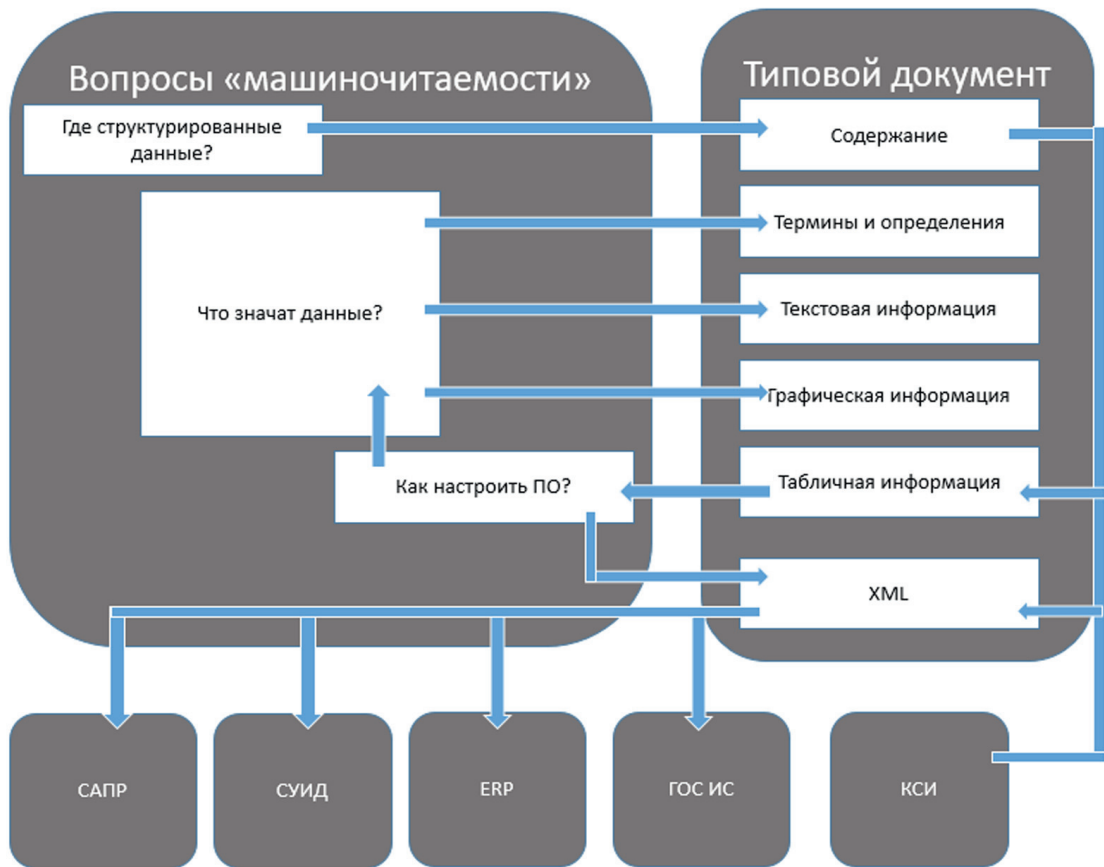 Вопросы «машиночитаемости»
Где структурированные
данные?
Что значат данные?
Как настроить ПО?
Типовой документ
Содержание
Термины и определения
Текстовая информация
Графическая информация
Табличная информация
XML
САПР
СУИД
ERP
ГОС ИС
КСИ